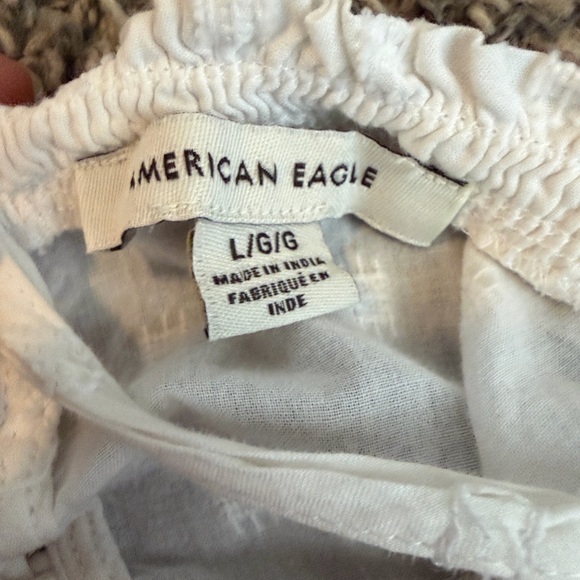 AMERICAN EAGLE
L/G/G
MADE IN INDIA
FABRIQUÉ EN
INDE